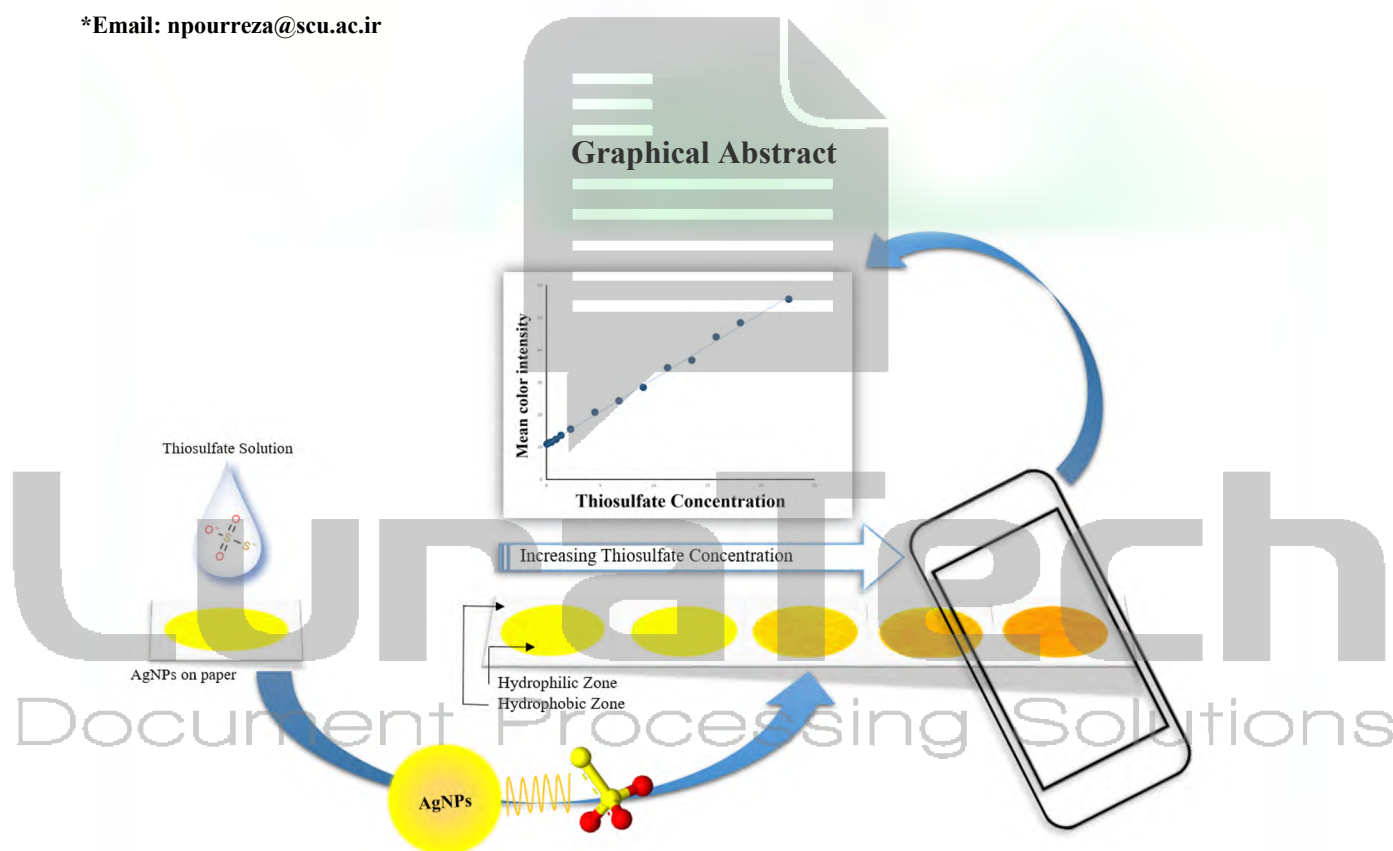 *Email: npourreza@scu.ac.ir
Graphical Abstract
Mean color intensity
Thiosulfate Concentration
Thiosulfate Solution
O⁻
O
O
S
S⁻
Increasing Thiosulfate Concentration
AgNPs on paper
Hydrophilic Zone
Hydrophobic Zone
AgNPs
LunaTech
Document Processing Solutions